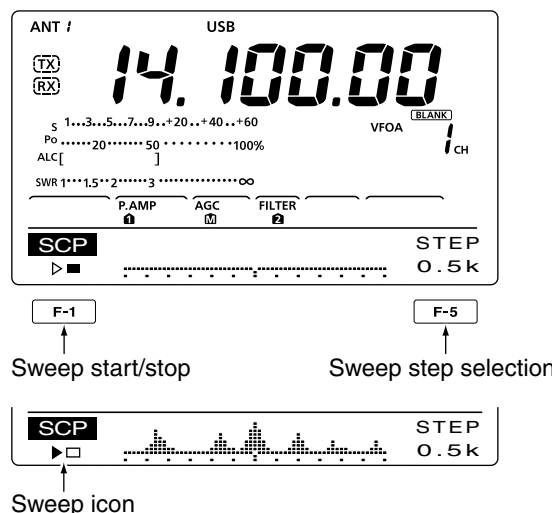 ANT 1 USB
TX
RX
14.100.00
S 1...3...5...7...9..+20..+40..+60
VFOA BLANK
1 CH
Po ......20....... 50 ..........100%
ALC[ ]
SWR 1....1.5..2.....3 ...............∞
P.AMP AGC FILTER
1 M 2
SCP STEP
▷■ 0.5k
F-1 F-5
Sweep start/stop Sweep step selection
SCP STEP
▶□ 0.5k
Sweep icon